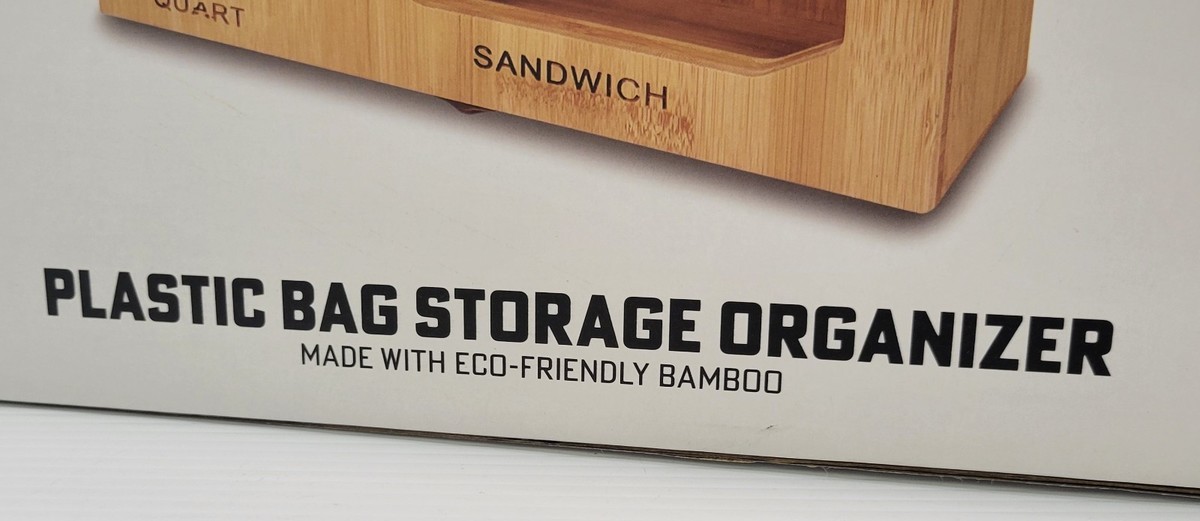 QUART
SANDWICH
PLASTIC BAG STORAGE ORGANIZER
MADE WITH ECO-FRIENDLY BAMBOO